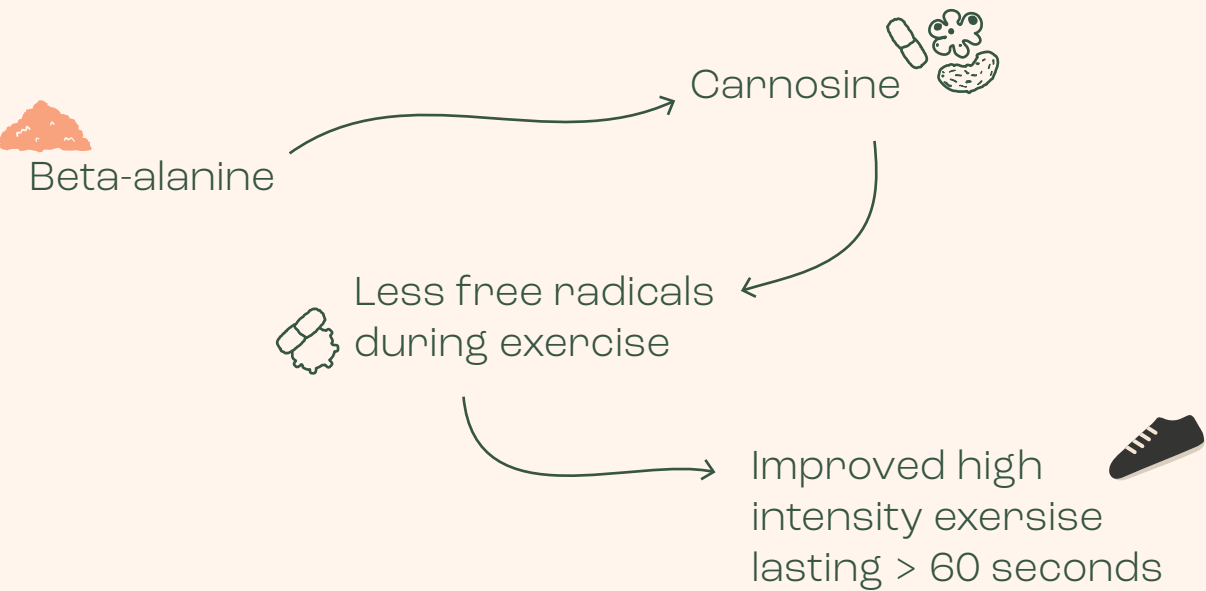 Beta-alanine
Carnosine
Less free radicals
during exercise
Improved high
intensity exersise
lasting > 60 seconds